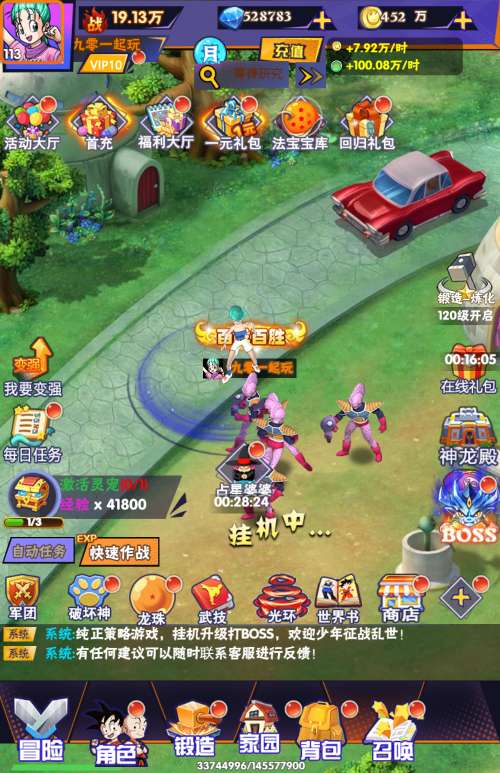 113
战 19.13万
528783
452 万
九零一起玩
VIP10
月
充值
+7.92万/时
+100.08万/时
活动大厅
首充
福利大厅
一元礼包
法宝宝库
回归礼包
锻造-炼化
120级开启
百胜
九零一起玩
变强
我要变强
00:16:05
在线礼包
每日任务
神龙殿
激活灵宠(0/1)
经验 x 41800
1/3
占星婆婆
00:28:24
挂机中...
BOSS
自动任务
EXP
快速作战
军团
破坏神
龙珠
武技
光环
世界书
商店
系统 系统:纯正策略游戏，挂机升级打BOSS，欢迎少年征战乱世！
系统 系统:有任何建议可以随时联系客服进行反馈！
冒险
角色
锻造
家园
背包
召唤
33744996/145577900